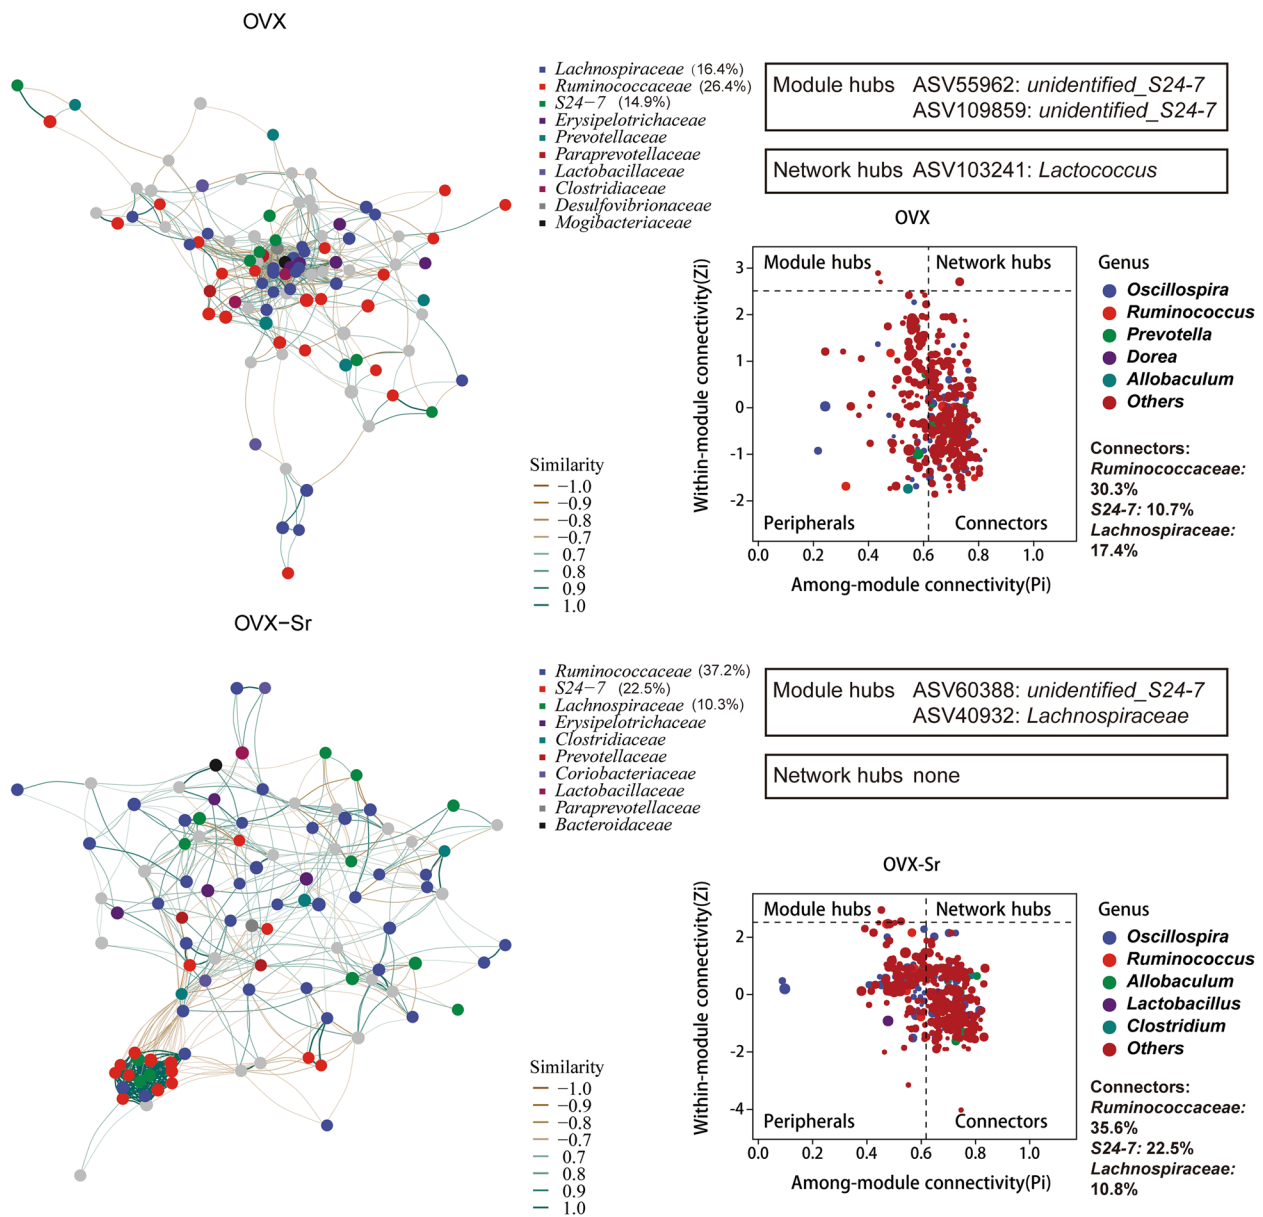 OVX
Lachnospiraceae (16.4%)
Ruminococcaceae (26.4%)
S24−7 (14.9%)
Erysipelotrichaceae
Prevotellaceae
Paraprevotellaceae
Lactobacillaceae
Clostridiaceae
Desulfovibrionaceae
Mogibacteriaceae
Similarity
−1.0
−0.9
−0.8
−0.7
0.7
0.8
0.9
1.0
Module hubs ASV55962: unidentified_S24-7
ASV109859: unidentified_S24-7
Network hubs ASV103241: Lactococcus
OVX
Within-module connectivity(Zi)
3
2
1
0
-1
-2
Module hubs
Network hubs
Peripherals
Connectors
0.0 0.2 0.4 0.6 0.8 1.0
Among-module connectivity(Pi)
Genus
Oscillospira
Ruminococcus
Prevotella
Dorea
Allobaculum
Others
Connectors:
Ruminococcaceae:
30.3%
S24-7: 10.7%
Lachnospiraceae:
17.4%
OVX−Sr
Ruminococcaceae (37.2%)
S24−7 (22.5%)
Lachnospiraceae (10.3%)
Erysipelotrichaceae
Clostridiaceae
Prevotellaceae
Coriobacteriaceae
Lactobacillaceae
Paraprevotellaceae
Bacteroidaceae
Similarity
−1.0
−0.9
−0.8
−0.7
0.7
0.8
0.9
1.0
Module hubs ASV60388: unidentified_S24-7
ASV40932: Lachnospiraceae
Network hubs none
OVX-Sr
Within-module connectivity(Zi)
2
0
-2
-4
Module hubs
Network hubs
Peripherals
Connectors
0.0 0.2 0.4 0.6 0.8 1.0
Among-module connectivity(Pi)
Genus
Oscillospira
Ruminococcus
Allobaculum
Lactobacillus
Clostridium
Others
Connectors:
Ruminococcaceae:
35.6%
S24-7: 22.5%
Lachnospiraceae:
10.8%